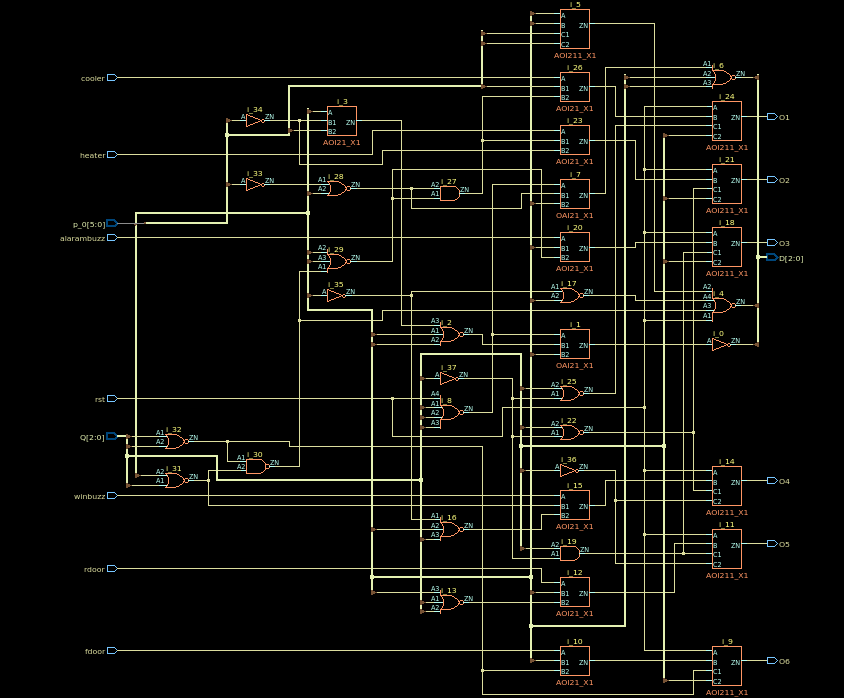 i_5
A
B
C1
C2
ZN
AOI211_X1
cooler
i_26
A
B1
B2
ZN
AOI21_X1
A1
A2
A3
i_6
ZN
i_34
A
ZN
i_3
A
B1
B2
ZN
AOI21_X1
i_24
A
B
C1
C2
ZN
AOI211_X1
O1
heater
i_23
A
B1
B2
ZN
AOI21_X1
i_33
A
ZN
i_28
A1
A2
ZN
A2
A1
i_27
ZN
i_7
A
B1
B2
ZN
OAI21_X1
i_21
A
B
C1
C2
ZN
AOI211_X1
O2
p_0[5:0]
alarambuzz
i_29
A2
A3
A1
ZN
i_20
A
B1
B2
ZN
AOI21_X1
i_18
A
B
C1
C2
ZN
AOI211_X1
O3
D[2:0]
i_35
A
ZN
i_17
A1
A2
ZN
A2
A4
A3
A1
i_4
ZN
i_2
A3
A1
A2
ZN
i_1
A
B1
B2
ZN
OAI21_X1
i_0
A
ZN
i_37
A
ZN
rst
A4
A1
A2
A3
i_8
ZN
i_25
A2
A1
ZN
Q[2:0]
i_32
A1
A2
ZN
i_22
A2
A1
ZN
i_30
A1
A2
ZN
i_31
A2
A1
ZN
i_36
A
ZN
i_14
A
B
C1
C2
ZN
AOI211_X1
O4
winbuzz
i_15
A
B1
B2
ZN
AOI21_X1
i_16
A1
A2
A3
ZN
i_19
A2
A1
ZN
i_11
A
B
C1
C2
ZN
AOI211_X1
O5
rdoor
i_12
A
B1
B2
ZN
AOI21_X1
i_13
A3
A1
A2
ZN
fdoor
i_10
A
B1
B2
ZN
AOI21_X1
i_9
A
B
C1
C2
ZN
AOI211_X1
O6